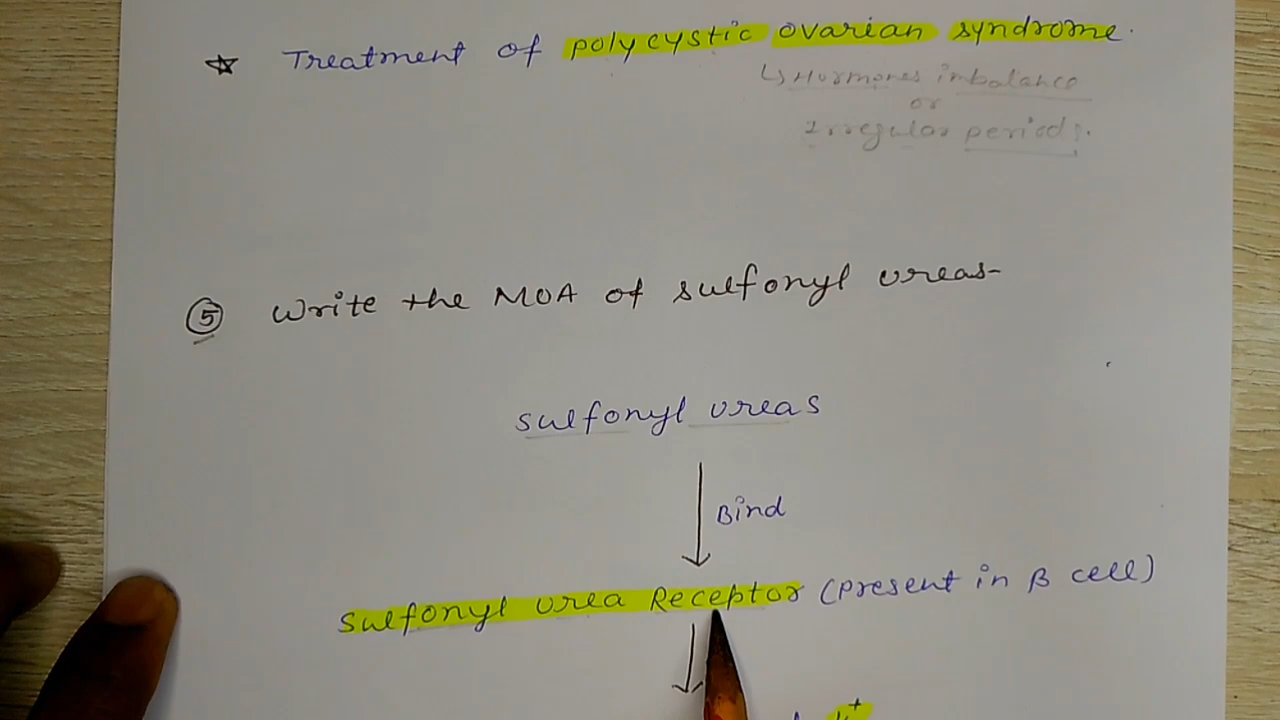 ☆ Treatment of polycystic ovarian syndrome.
↳ Hormones imbalance
or
Irregular periods.
⑤ Write the MOA of sulfonyl ureas-
sulfonyl ureas
↓ Bind
sulfonyl urea Receptor (present in β cell)
↓
K+